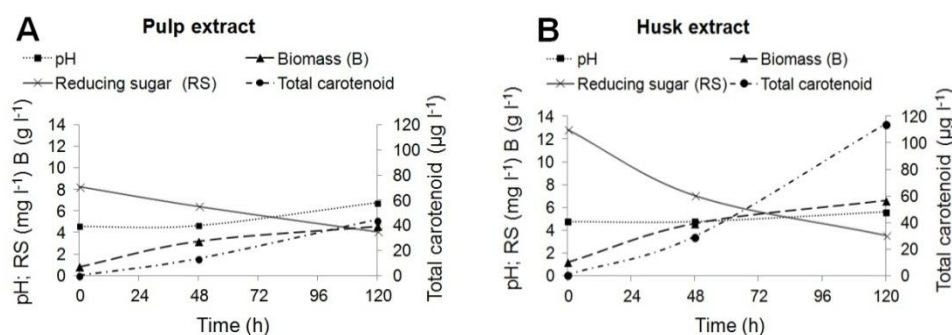 A
Pulp extract
pH
Biomass (B)
Reducing sugar (RS)
Total carotenoid
pH; RS (mg l-1) B (g l-1)
14
12
10
8
6
4
2
0
0 24 48 72 96 120
Time (h)
120
100
80
60
40
20
0
Total carotenoid (µg l-1)
B
Husk extract
pH
Biomass (B)
Reducing sugar (RS)
Total carotenoid
pH; RS (mg l-1) B (g l-1)
14
12
10
8
6
4
2
0
0 24 48 72 96 120
Time (h)
120
100
80
60
40
20
0
Total carotenoid (µg l-1)